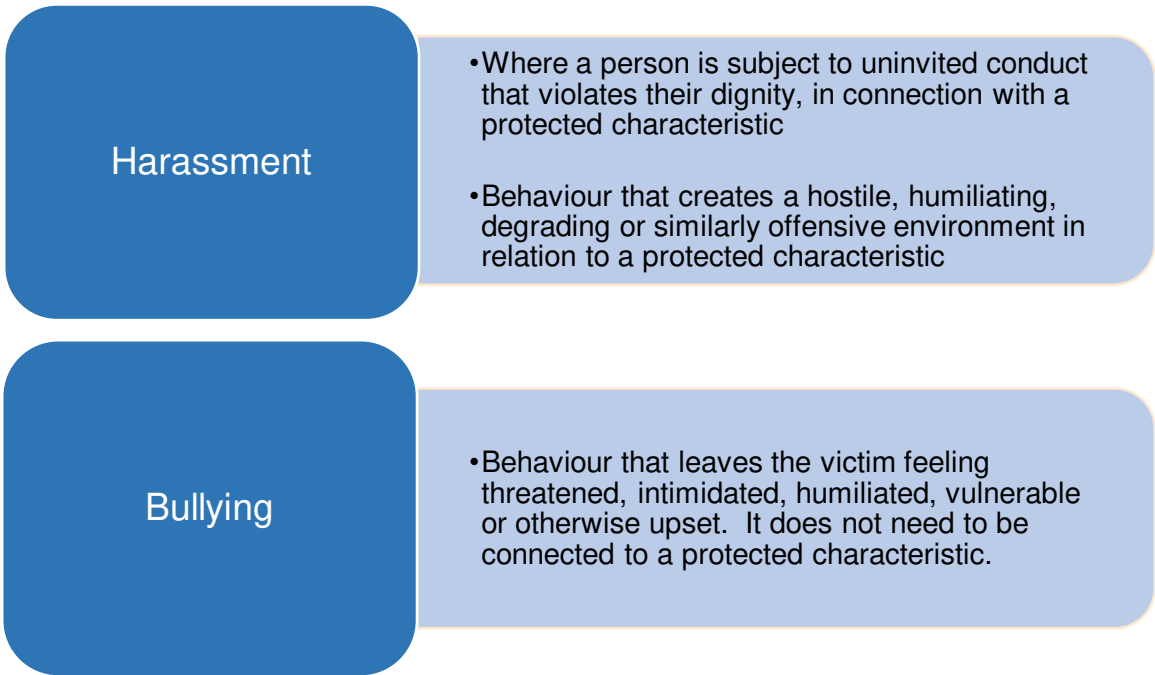 Harassment
•Where a person is subject to uninvited conduct
that violates their dignity, in connection with a
protected characteristic
•Behaviour that creates a hostile, humiliating,
degrading or similarly offensive environment in
relation to a protected characteristic
Bullying
•Behaviour that leaves the victim feeling
threatened, intimidated, humiliated, vulnerable
or otherwise upset.  It does not need to be
connected to a protected characteristic.